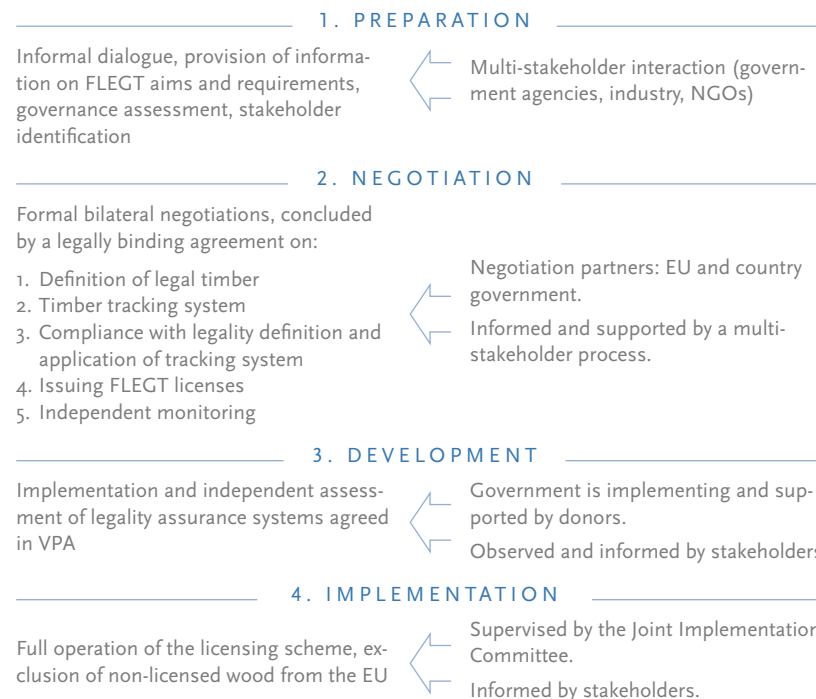 1. PREPARATION
Informal dialogue, provision of informa-
tion on FLEGT aims and requirements,
governance assessment, stakeholder
identification
Multi-stakeholder interaction (govern-
ment agencies, industry, NGOs)
2. NEGOTIATION
Formal bilateral negotiations, concluded
by a legally binding agreement on:
1. Definition of legal timber
2. Timber tracking system
3. Compliance with legality definition and
application of tracking system
4. Issuing FLEGT licenses
5. Independent monitoring
Negotiation partners: EU and country
government.
Informed and supported by a multi-
stakeholder process.
3. DEVELOPMENT
Implementation and independent assess-
ment of legality assurance systems agreed
in VPA
Government is implementing and sup-
ported by donors.
Observed and informed by stakeholders
4. IMPLEMENTATION
Full operation of the licensing scheme, ex-
clusion of non-licensed wood from the EU
Supervised by the Joint Implementation
Committee.
Informed by stakeholders.